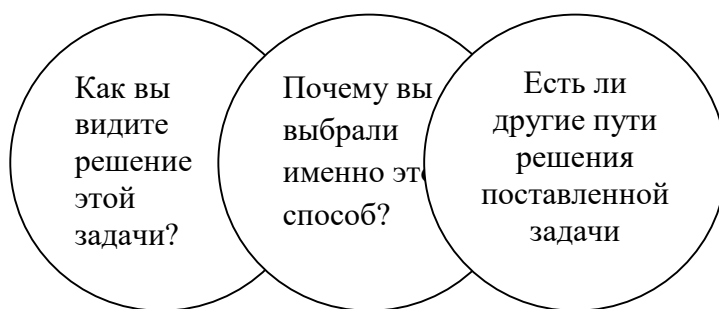 Как вы
видите
решение
этой
задачи?
Почему вы
выбрали
именно
способ?
Есть ли
другие пути
решения
поставленной
задачи